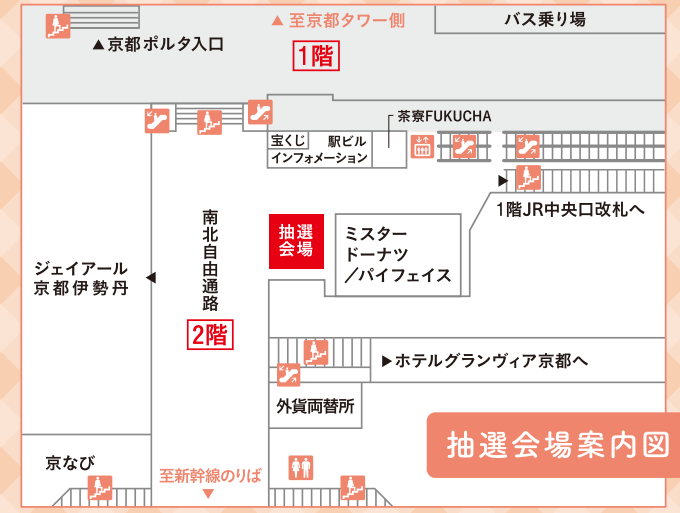 ▲至京都タワー側
バス乗り場
▲京都ポルタ入口
1階
茶寮FUKUCHA
宝くじ
駅ビル
インフォメーション
▶
1階JR中央口改札へ
南北自由通路
抽選
会場
ミスター
ドーナツ
／パイフェイス
ジェイアール
京都伊勢丹
◀
2階
▶ホテルグランヴィア京都へ
外貨両替所
抽選会場案内図
京なび
至新幹線のりば
▼